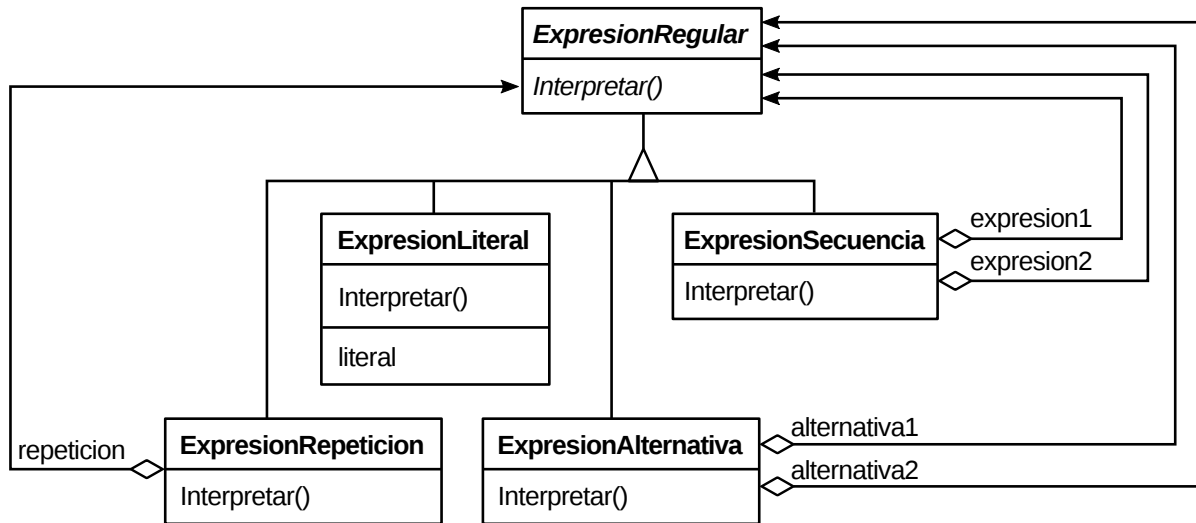 ExpresionRegular
Interpretar()
ExpresionLiteral
Interpretar()
literal
ExpresionSecuencia
Interpretar()
expresion1
expresion2
repeticion
ExpresionRepeticion
Interpretar()
ExpresionAlternativa
Interpretar()
alternativa1
alternativa2